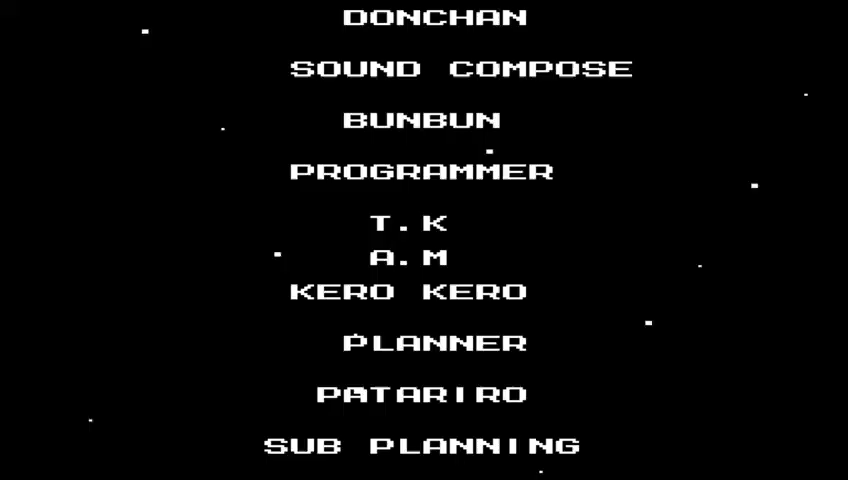 DONCHAN
SOUND COMPOSE
BUNBUN
PROGRAMMER
T.K
A.M
KERO KERO
PLANNER
PATARIRO
SUB PLANNING